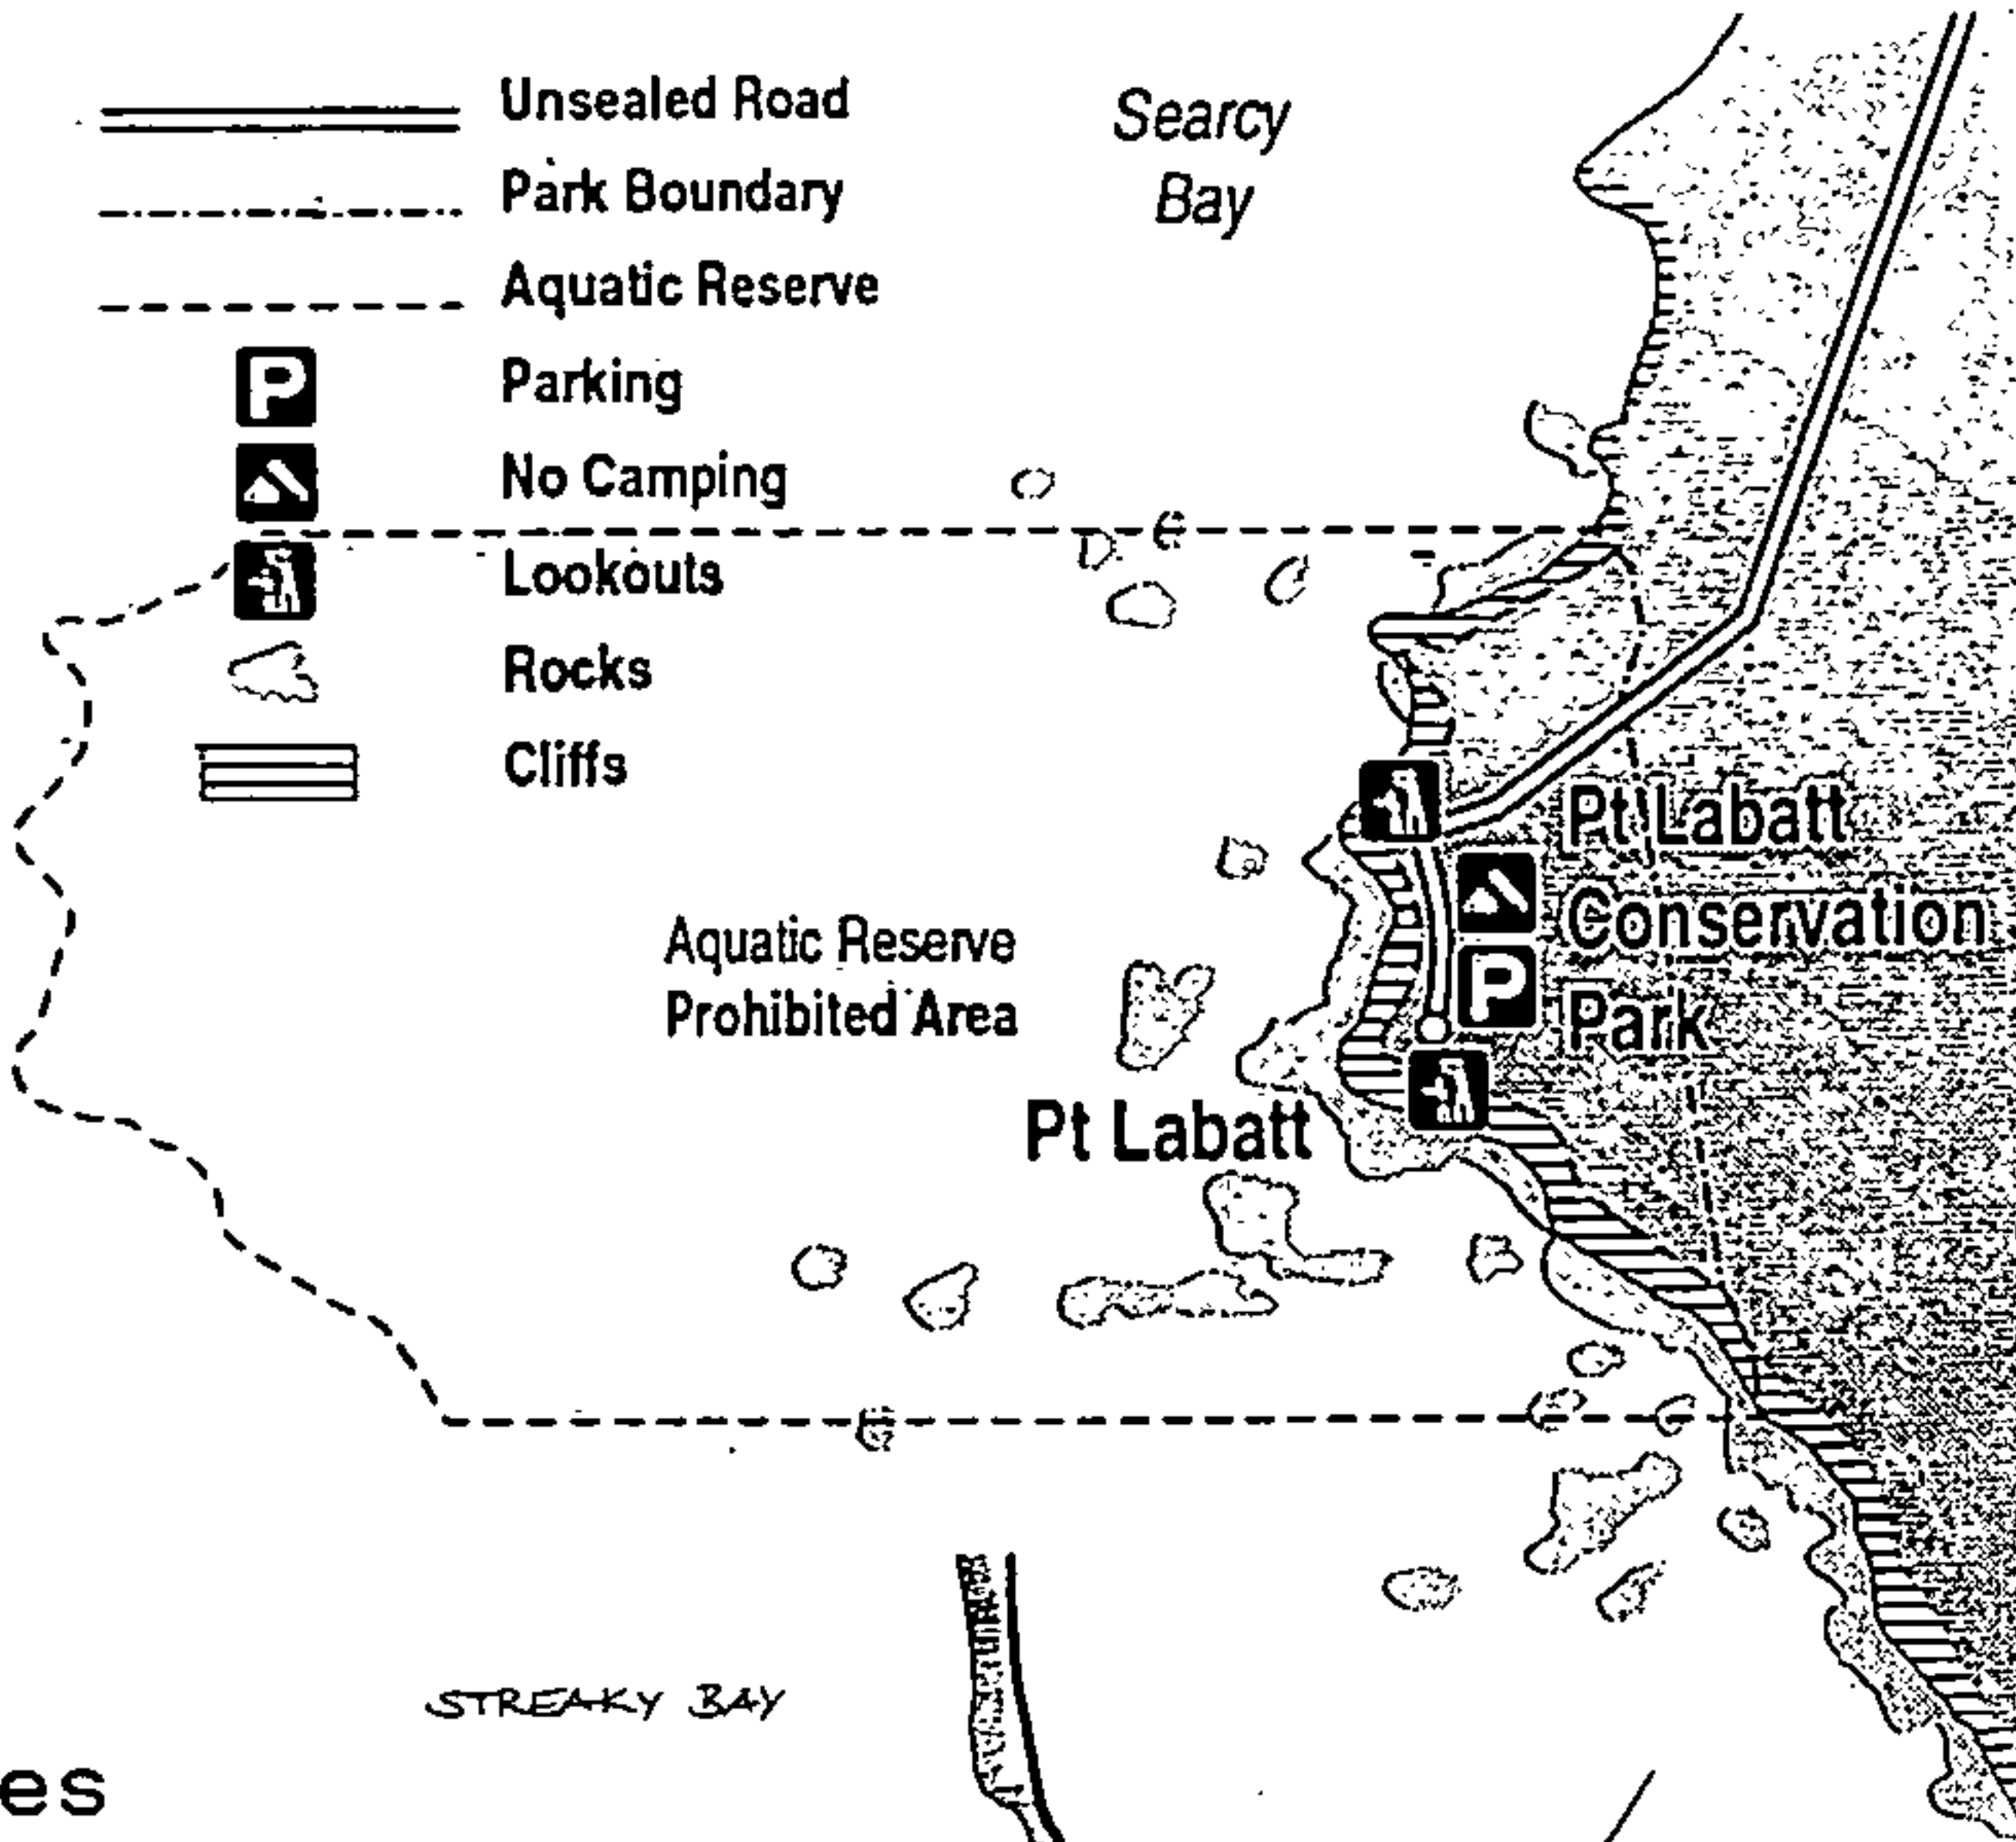 Unsealed Road
Park Boundary
Aquatic Reserve
P Parking
No Camping
Lookouts
Rocks
Cliffs
Searcy
Bay
Pt Labatt
Conservation
Park
P
Aquatic Reserve
Prohibited Area
Pt Labatt
STREAKY BAY
es